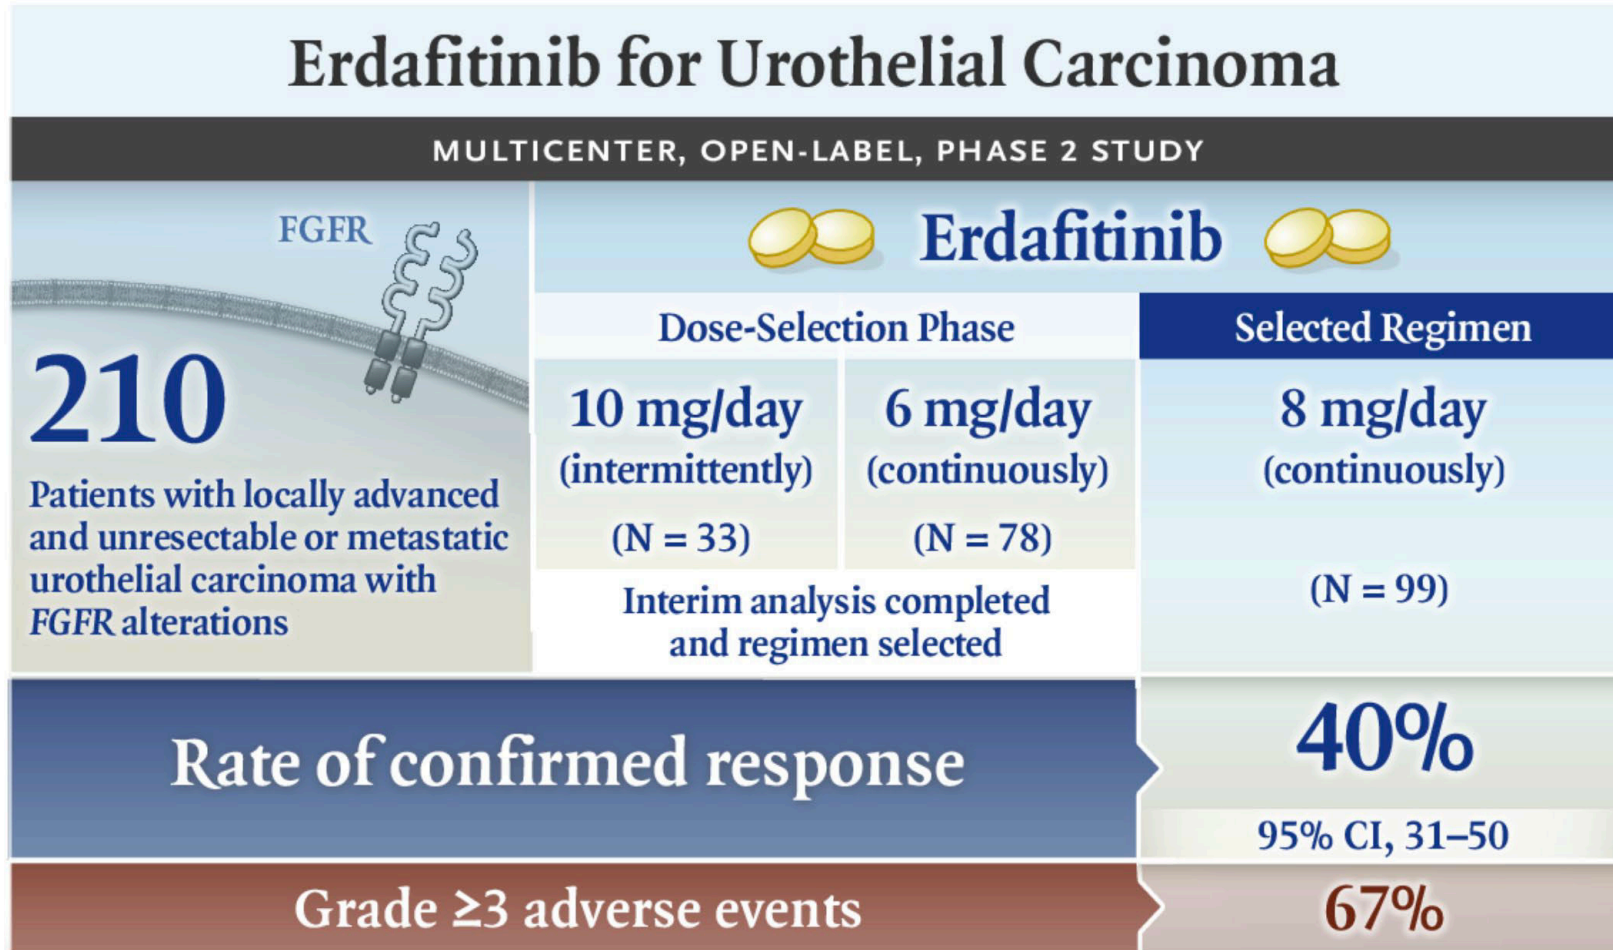 Erdafitinib for Urothelial Carcinoma
MULTICENTER, OPEN-LABEL, PHASE 2 STUDY
FGFR
210
Patients with locally advanced
and unresectable or metastatic
urothelial carcinoma with
FGFR alterations
Erdafitinib
Dose-Selection Phase
10 mg/day
(intermittently)
(N = 33)
6 mg/day
(continuously)
(N = 78)
Interim analysis completed
and regimen selected
Selected Regimen
8 mg/day
(continuously)
(N = 99)
Rate of confirmed response
40%
95% CI, 31–50
Grade ≥3 adverse events
67%